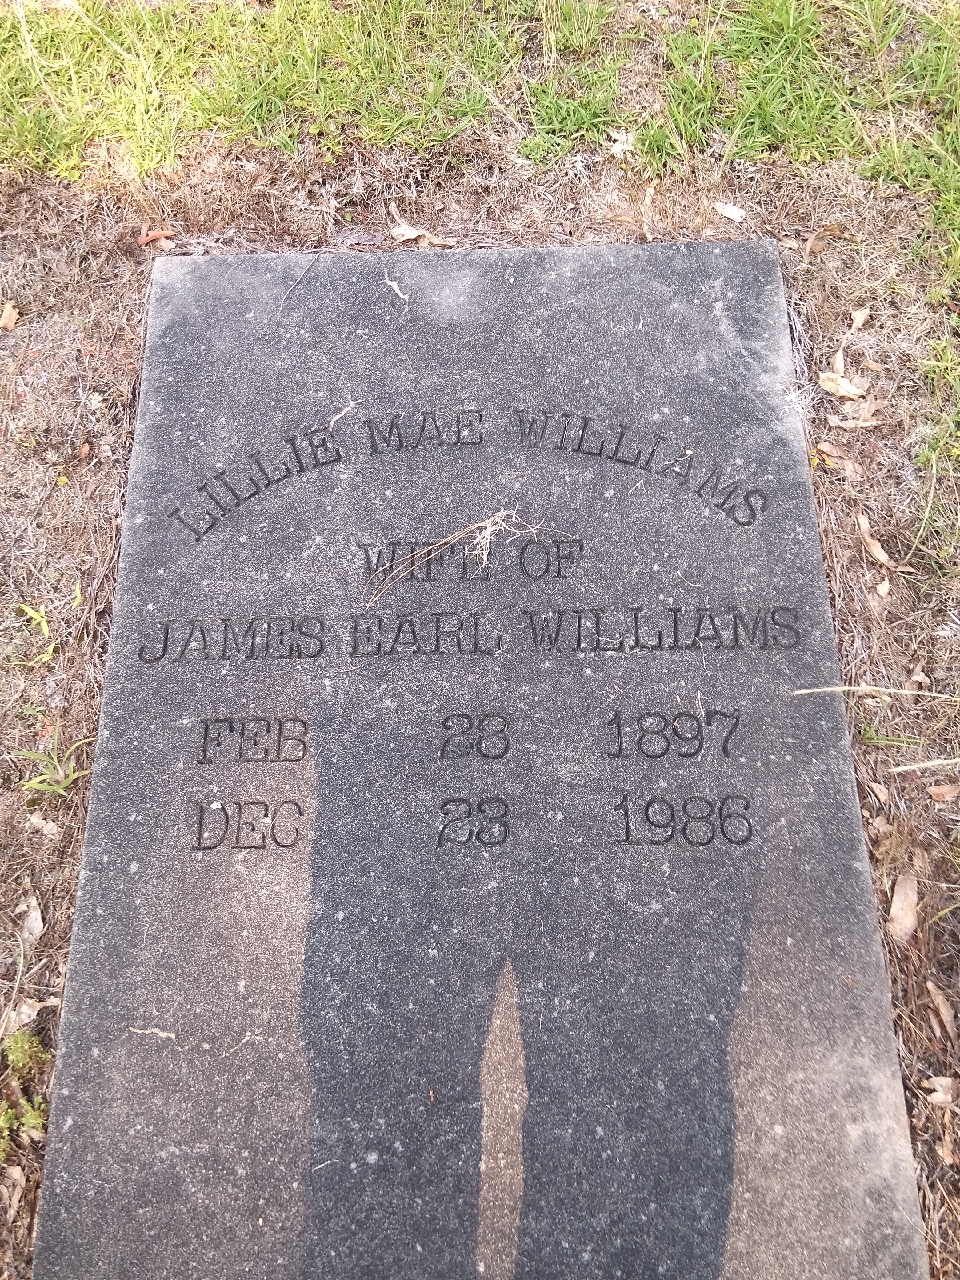 LILLIE MAE WILLIAMS
WIFE OF
JAMES EARL WILLIAMS
FEB 28 1897
DEC 23 1986